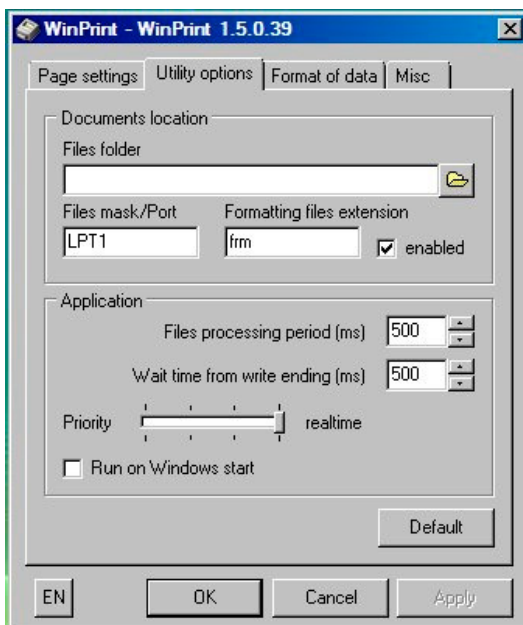 WinPrint - WinPrint 1.5.0.39
Page settings Utility options Format of data Misc
Documents location
Files folder
Files mask/Port Formatting files extension
LPT1 frm enabled
Application
Files processing period (ms) 500
Wait time from write ending (ms) 500
Priority realtime
Run on Windows start
Default
EN OK Cancel Apply